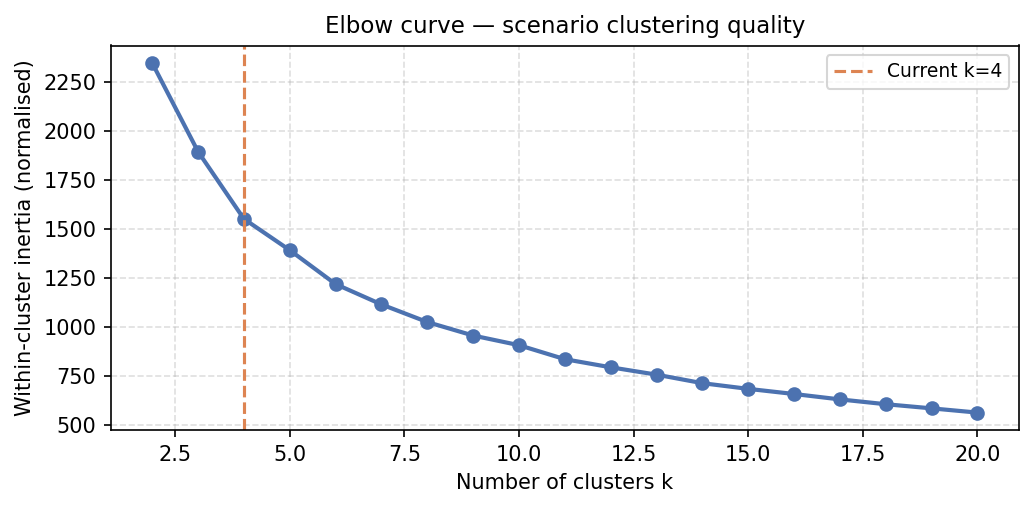 Elbow curve — scenario clustering quality
Current k=4
Within-cluster inertia (normalised)
2250
2000
1750
1500
1250
1000
750
500
2.5 5.0 7.5 10.0 12.5 15.0 17.5 20.0
Number of clusters k